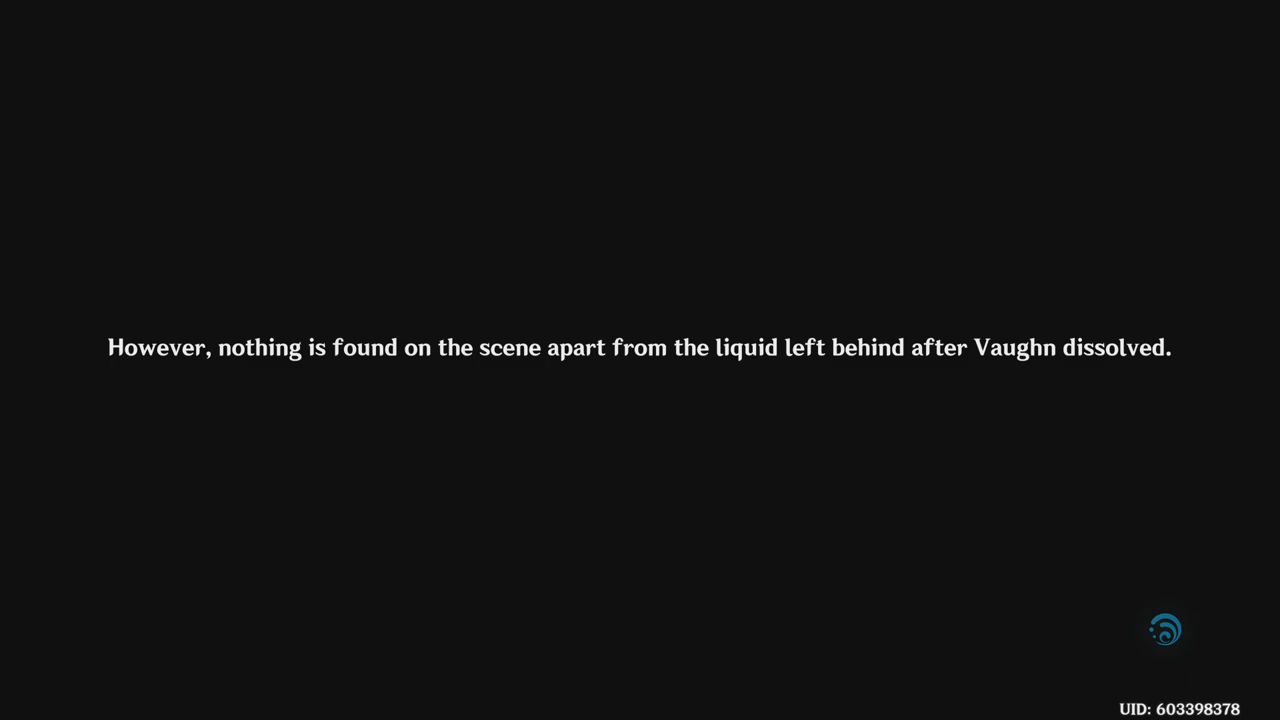 However, nothing is found on the scene apart from the liquid left behind after Vaughn dissolved.
UID: 603398378